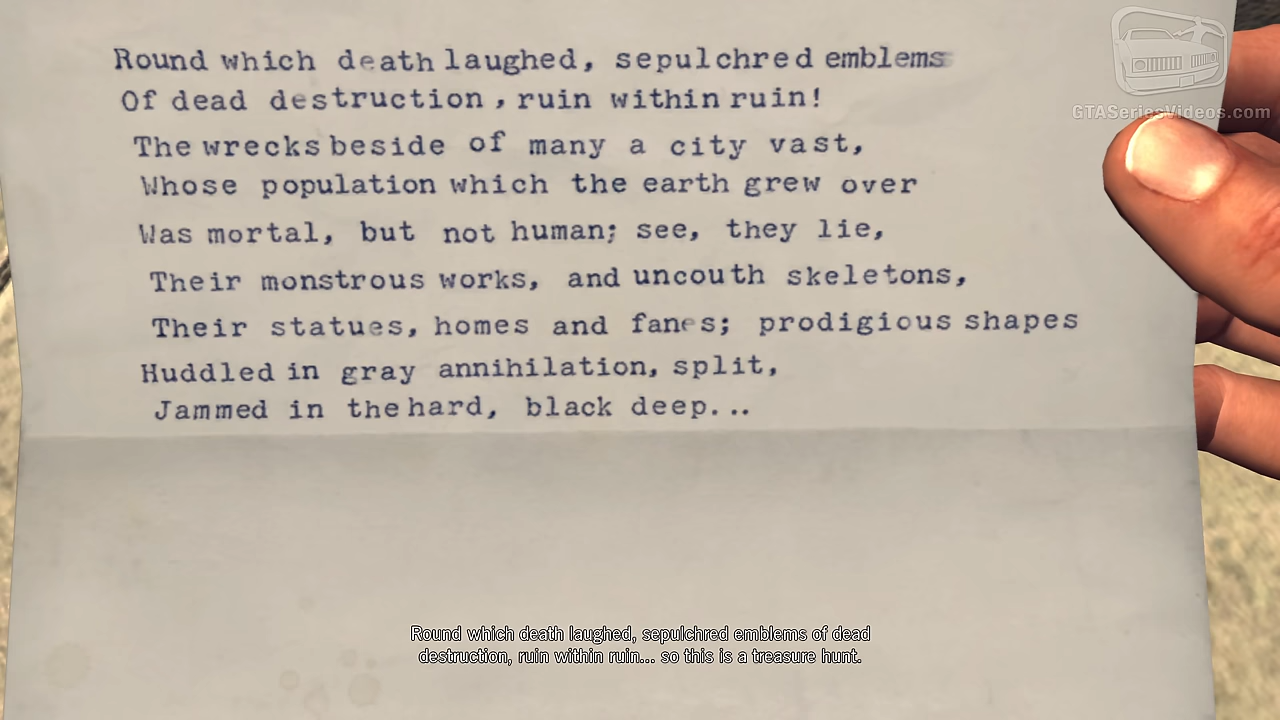 GTASeriesVideos.com
Round which death laughed, sepulchred emblems
Of dead destruction, ruin within ruin!
The wrecks beside of many a city vast,
Whose population which the earth grew over
Was mortal, but not human; see, they lie,
Their monstrous works, and uncouth skeletons,
Their statues, homes and fanes; prodigious shapes
Huddled in gray annihilation, split,
Jammed in the hard, black deep...
Round which death laughed, sepulchred emblems of dead
destruction, ruin within ruin... so this is a treasure hunt.